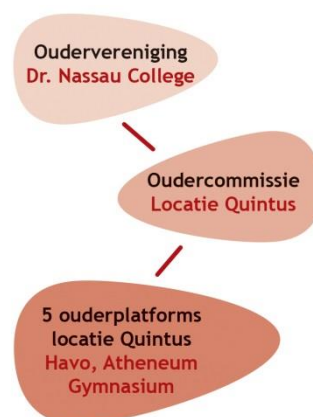 Oudervereniging
Dr. Nassau College
Oudercommissie
Locatie Quintus
5 ouderplatforms
locatie Quintus
Havo, Atheneum
Gymnasium